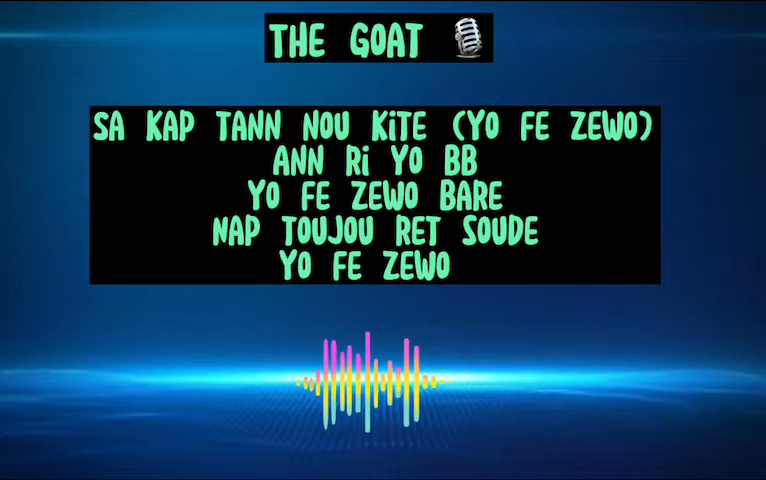 THE GOAT
SA KAP TANN NOU KiTE (YO FE ZEWO)
ANN Ri YO BB
YO FE ZEWO BARE
NAP TOUJOU RET SOUDE
YO FE ZEWO